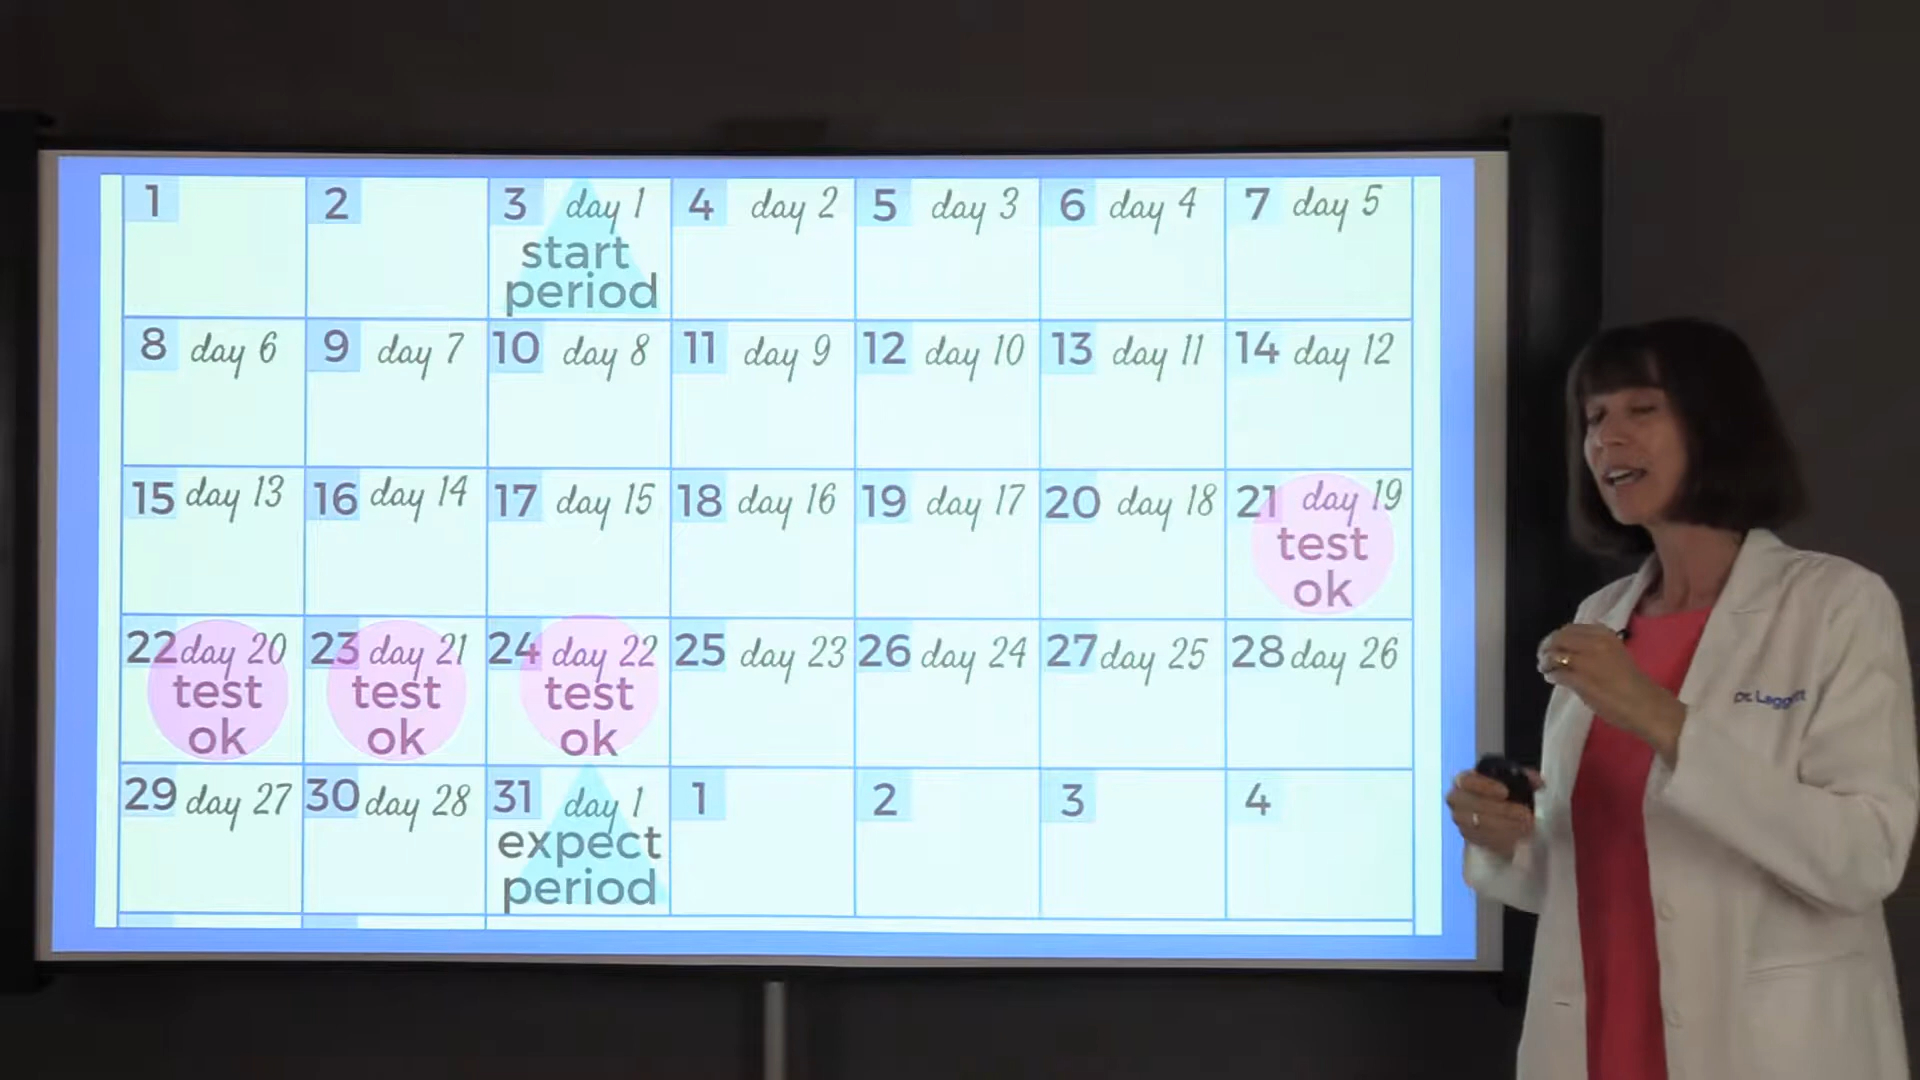 1 2 3 day 1 4 day 2 5 day 3 6 day 4 7 day 5
start
period
8 day 6 9 day 7 10 day 8 11 day 9 12 day 10 13 day 11 14 day 12
15 day 13 16 day 14 17 day 15 18 day 16 19 day 17 20 day 18 21 day 19
test
ok
22 day 20 23 day 21 24 day 22 25 day 23 26 day 24 27 day 25 28 day 26
test test test
ok ok ok
29 day 27 30 day 28 31 day 1 1 2 3 4
expect
period
Dr.